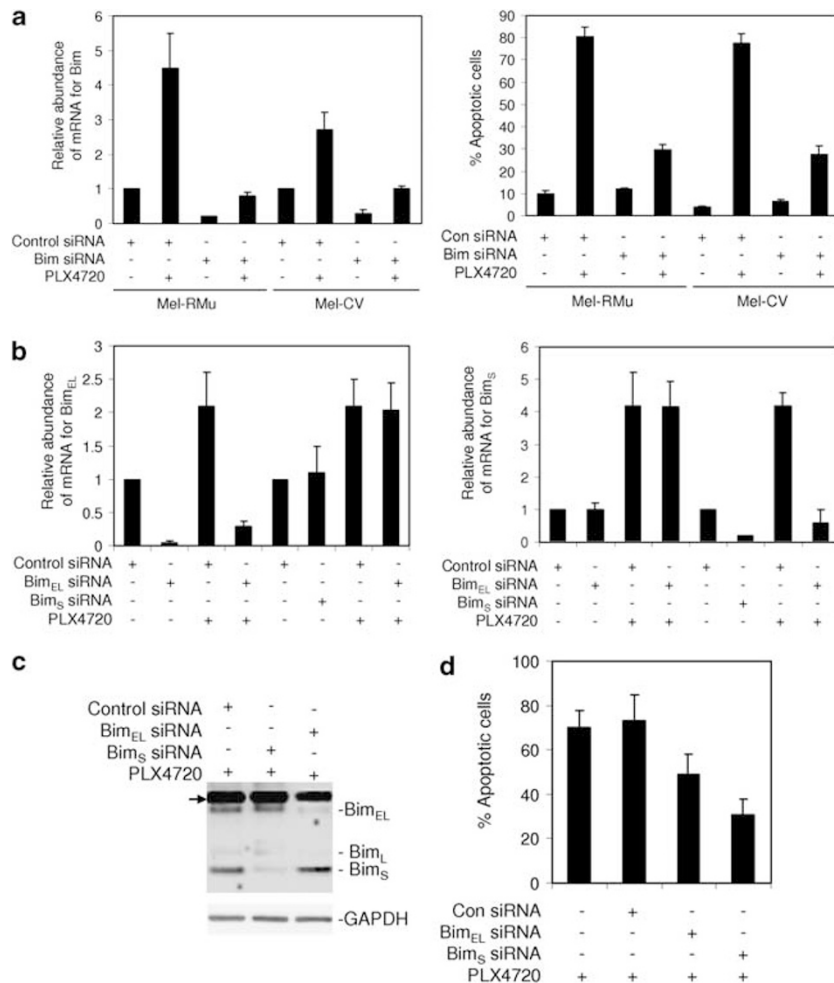 a
Relative abundance
of mRNA for Bim
6
5
4
3
2
1
0
Control siRNA + + - - + + - -
Bim siRNA - - + + - - + +
PLX4720 - + - + - + - +
Mel-RMu Mel-CV
% Apoptotic cells
90
80
70
60
50
40
30
20
10
0
Con siRNA + + - - + + - -
Bim siRNA - - + + - - + +
PLX4720 - + - + - + - +
Mel-RMu Mel-CV
b
Relative abundance
of mRNA for BimEL
3
2.5
2
1.5
1
0.5
0
Control siRNA + - + - + - + -
BimEL siRNA - + - + - - - +
BimS siRNA - - - - - + - -
PLX4720 - - + + - - + +
Relative abundance
of mRNA for BimS
6
5
4
3
2
1
0
Control siRNA + - + - + - + -
BimEL siRNA - + - + - - - +
BimS siRNA - - - - - + - -
PLX4720 - - + + - - + +
c
Control siRNA + - -
BimEL siRNA - - +
BimS siRNA - + -
PLX4720 + + +
-BimEL
- BimL
- BimS
-GAPDH
d
% Apoptotic cells
100
80
60
40
20
0
Con siRNA - + - -
BimEL siRNA - - + -
BimS siRNA - - - +
PLX4720 + + + +